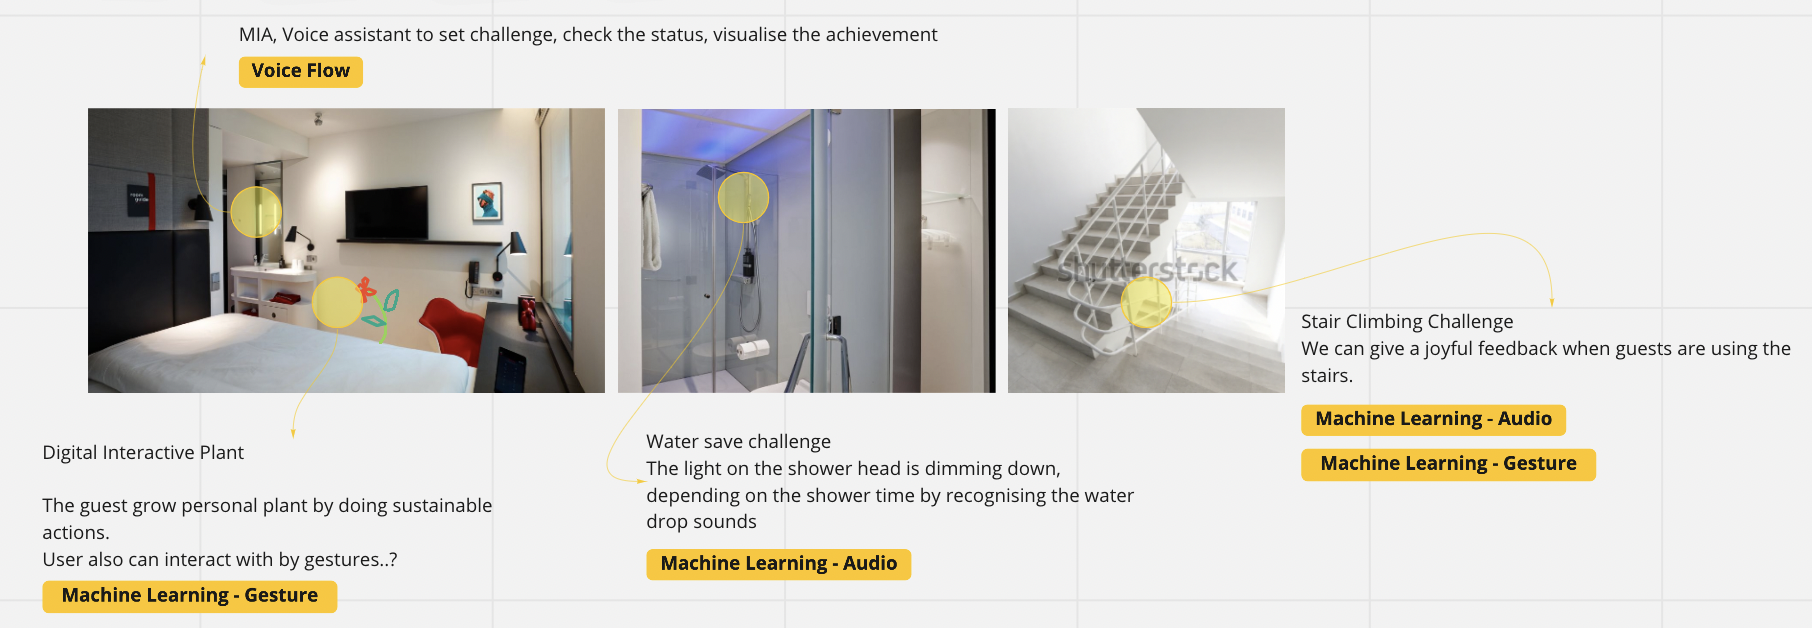 MIA, Voice assistant to set challenge, check the status, visualise the achievement
Voice Flow
shutterstock
Stair Climbing Challenge
We can give a joyful feedback when guests are using the
stairs.
Machine Learning - Audio
Machine Learning - Gesture
Digital Interactive Plant
The guest grow personal plant by doing sustainable
actions.
User also can interact with by gestures..?
Machine Learning - Gesture
Water save challenge
The light on the shower head is dimming down,
depending on the shower time by recognising the water
drop sounds
Machine Learning - Audio